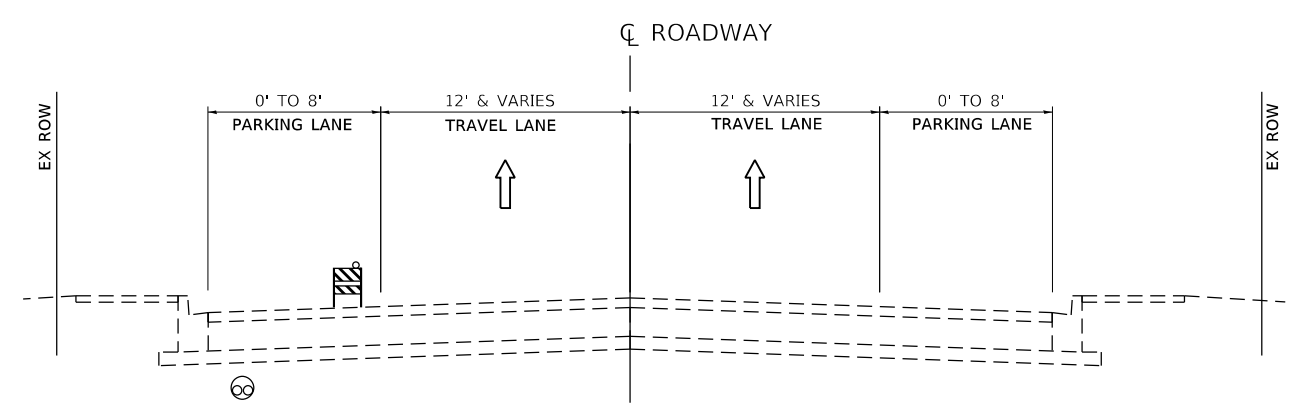 ℄ ROADWAY
0' TO 8'
PARKING LANE
12' & VARIES
TRAVEL LANE
12' & VARIES
TRAVEL LANE
0' TO 8'
PARKING LANE
EX ROW
EX ROW